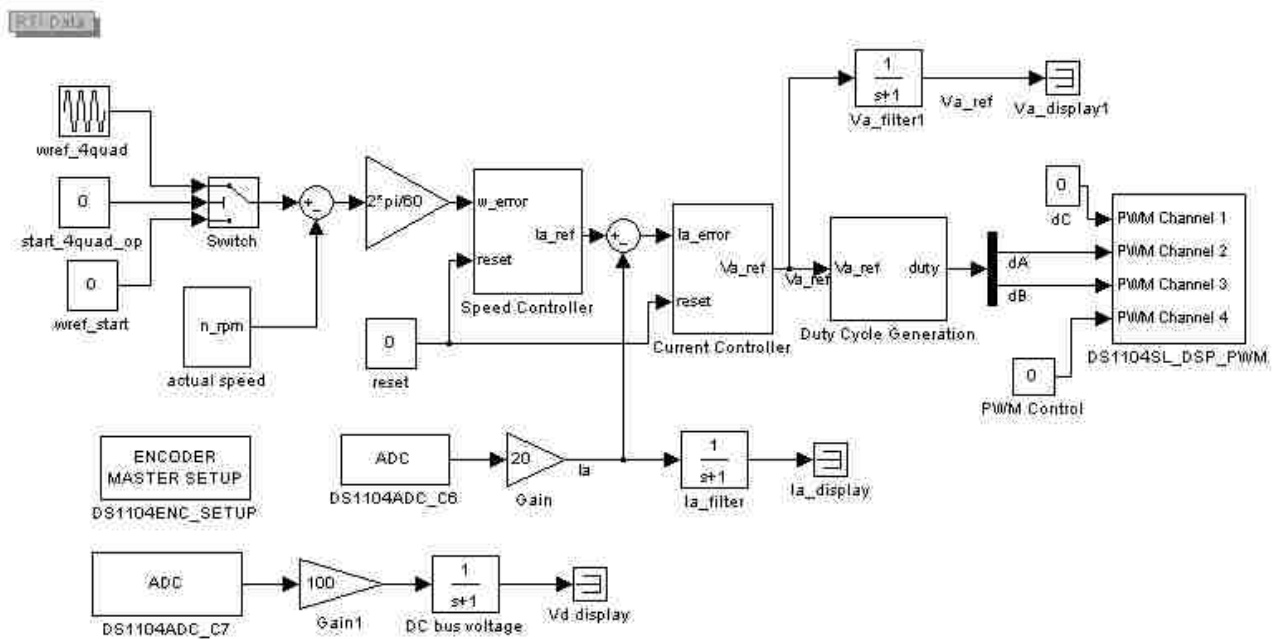 RTI Data
1
s+1
Va_filter1
Va_ref
Va_display1
wref_4quad
0
start_4quad_op
Switch
0
wref_start
n_rpm
actual speed
+
-
2*pi/60
w_error
Ia_ref
reset
Speed Controller
0
reset
+
-
Ia_error
Va_ref
reset
Current Controller
Va_ref
Va_ref
duty
Duty Cycle Generation
dA
dB
0
dC
PWM Channel 1
PWM Channel 2
PWM Channel 3
PWM Channel 4
DS1104SL_DSP_PWM
0
PWM Control
ENCODER
MASTER SETUP
DS1104ENC_SETUP
ADC
DS1104ADC_C6
20
Gain
Ia
1
s+1
Ia_filter
Ia_display
ADC
DS1104ADC_C7
100
Gain1
1
s+1
DC bus voltage
Vd display